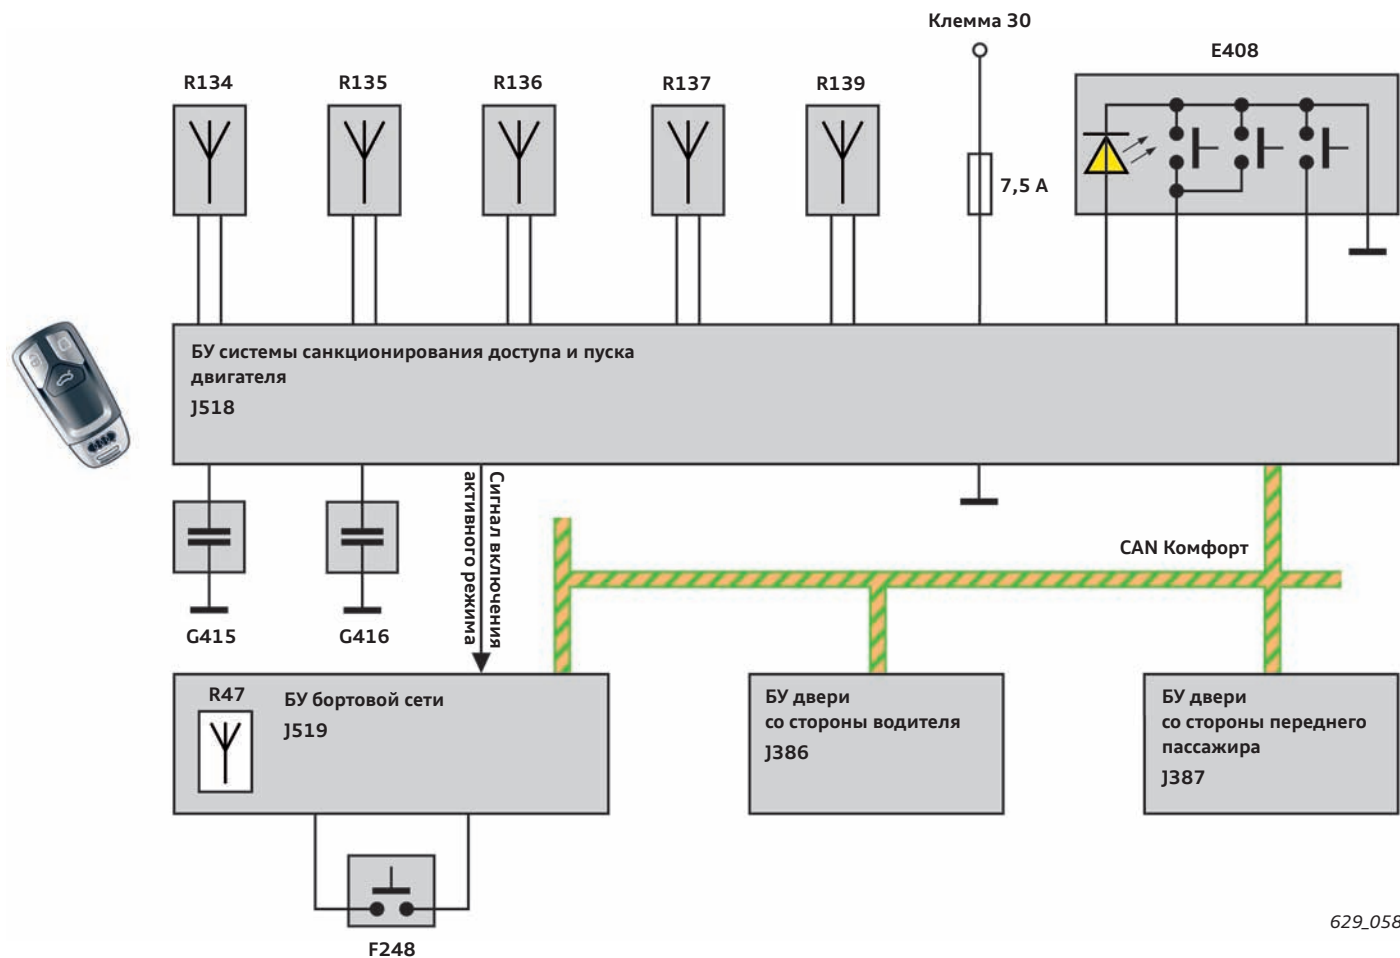 Клемма 30
E408
R134
R135
R136
R137
R139
7,5 A
БУ системы санкционирования доступа и пуска
двигателя
J518
Сигнал включения
активного режима
CAN Комфорт
G415
G416
R47
БУ бортовой сети
J519
БУ двери
со стороны водителя
J386
БУ двери
со стороны переднего
пассажира
J387
F248
629_058